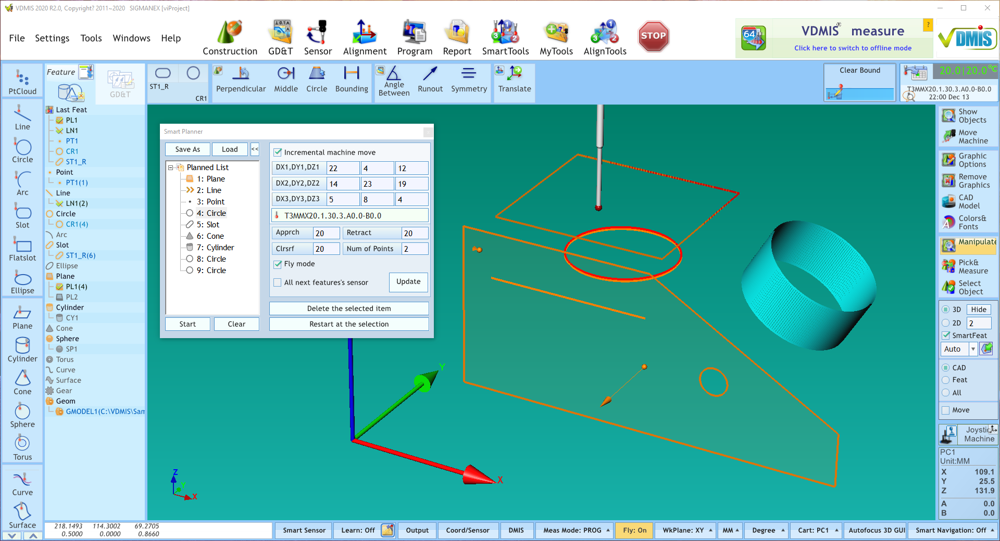 VDMIS 2020 R2.0, Copyright? 2011~2020   SIGMANEX [viProject]
File Settings Tools Windows Help
Construction GD&T Sensor Alignment Program Report SmartTools MyTools AlignTools STOP
64 VDMIS® measure ?
Click here to switch to offline mode
VDMIS
PtCloud
Line
Circle
Arc
Slot
Flatslot
Ellipse
Plane
Cylinder
Cone
Sphere
Torus
Curve
Surface
Feature
GD&T
Last Feat
PL1
LN1
PT1
CR1
ST1_R
Point
PT1(1)
Line
LN1(2)
Circle
CR1(4)
Arc
Slot
ST1_R(6)
Ellipse
Plane
PL1(4)
PL2
Cylinder
CY1
Cone
Sphere
SP1
Torus
Curve
Surface
Gear
Geom
GMODEL1(C:\VDMIS\Sam
ST1_R
CR1
Perpendicular Middle Circle Bounding
Angle Between Runout Symmetry
Translate
Clear Bound
20.0|20.0°C
T3MMX20.1.30.3.A0.0-B0.0
22:00 Dec 13
Smart Planner
Save As Load <<
Planned List
1: Plane
2: Line
3: Point
4: Circle
5: Slot
6: Cone
7: Cylinder
8: Circle
9: Circle
Start Clear
Incremental machine move
DX1,DY1,DZ1 22 4 12
DX2,DY2,DZ2 14 23 19
DX3,DY3,DZ3 5 8 4
T3MMX20.1.30.3.A0.0-B0.0
Apprch 20 Retract 20
Clrsrf 20 Num of Points 2
Fly mode
All next features's sensor Update
Delete the selected item
Restart at the selection
Y
X
Z
Y
X
Show Objects
Move Machine
Graphic Options
Remove Graphics
CAD Model
Colors& Fonts
Manipulate
Pick& Measure
Select Object
3D Hide
2D 2
SmartFeat
Auto
CAD
Feat
All
Move
Joystick
Machine
PC1
Unit:MM
X 109.1
Y 25.5
Z 131.9
A 0.0
B 0.0
218.1493 114.3002 69.2705
0.5000 0.0000 0.8660
Smart Sensor Learn: Off Output Coord/Sensor DMIS Meas Mode: PROG Fly: On WkPlane: XY MM Degree Cart: PC1 Autofocus 3D GUI Smart Navigation: Off